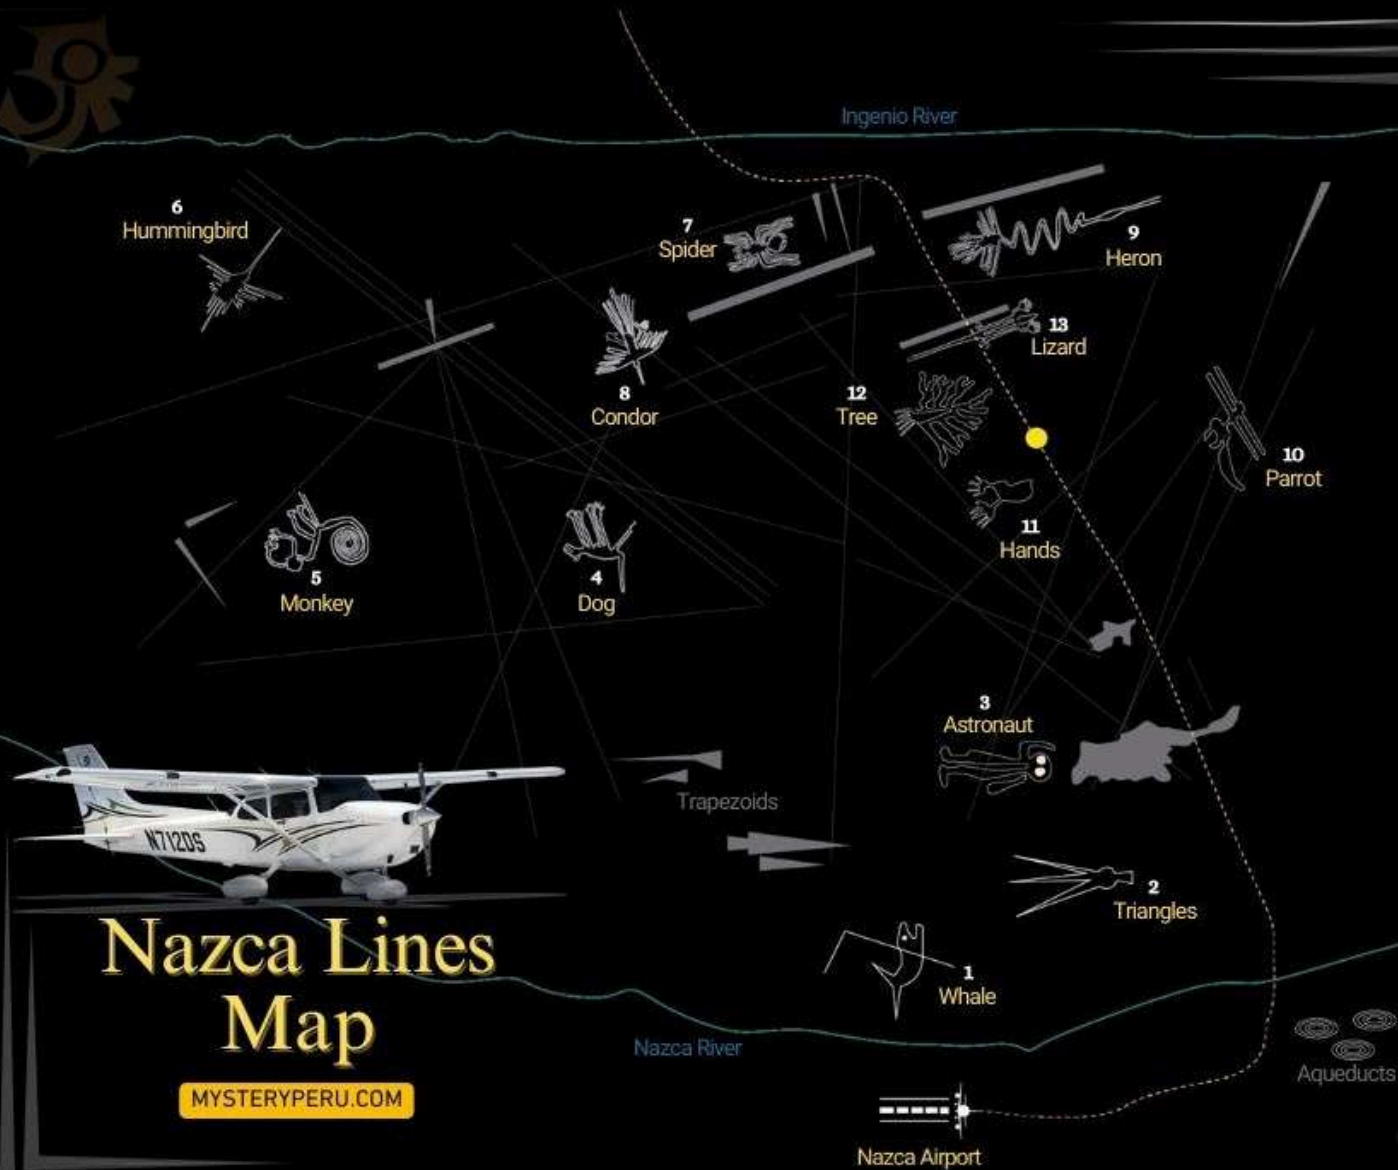 Ingenio River
6
Hummingbird
7
Spider
9
Heron
13
Lizard
8
Condor
12
Tree
10
Parrot
11
Hands
5
Monkey
4
Dog
3
Astronaut
Trapezoids
N712DS
2
Triangles
Nazca Lines
Map
1
Whale
Nazca River
Aqueducts
MYSTERYPERU.COM
Nazca Airport